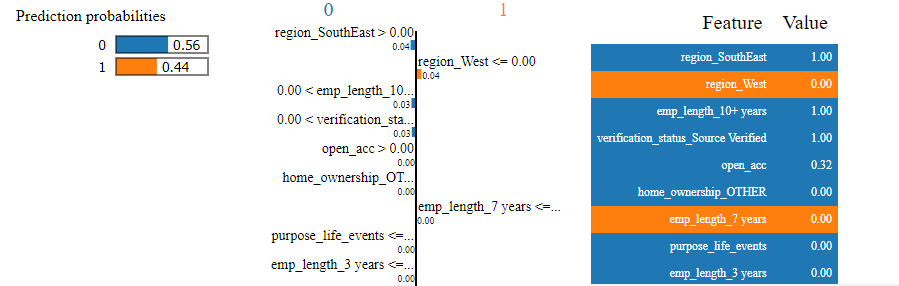 Prediction probabilities
0 0.56
1 0.44
0 1
region_SouthEast > 0.00
0.04
region_West <= 0.00
0.04
0.00 < emp_length_10...
0.03
0.00 < verification_sta...
0.03
open_acc > 0.00
0.00
home_ownership_OT...
0.00
emp_length_7 years <=...
0.00
purpose_life_events <=...
0.00
emp_length_3 years <=...
0.00
Feature Value
region_SouthEast 1.00
region_West 0.00
emp_length_10+ years 1.00
verification_status_Source Verified 1.00
open_acc 0.32
home_ownership_OTHER 0.00
emp_length_7 years 0.00
purpose_life_events 0.00
emp_length_3 years 0.00